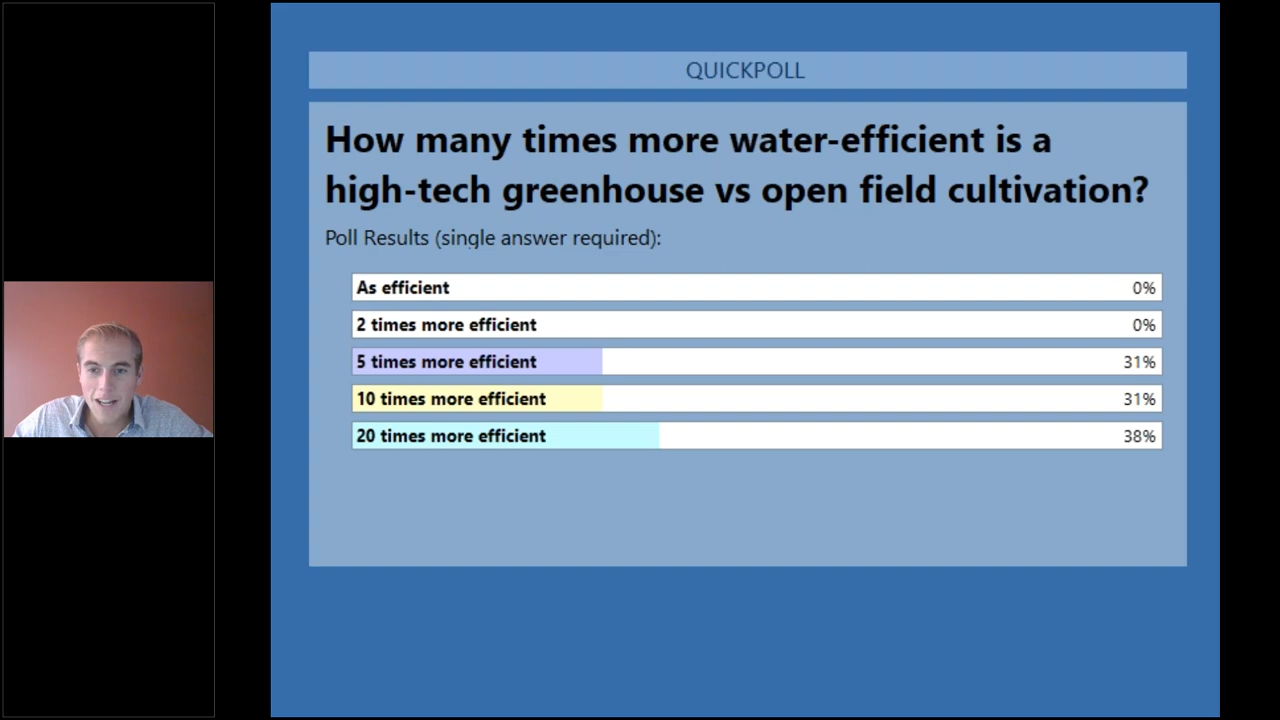 QUICKPOLL
How many times more water-efficient is a
high-tech greenhouse vs open field cultivation?
Poll Results (single answer required):
As efficient 0%
2 times more efficient 0%
5 times more efficient 31%
10 times more efficient 31%
20 times more efficient 38%